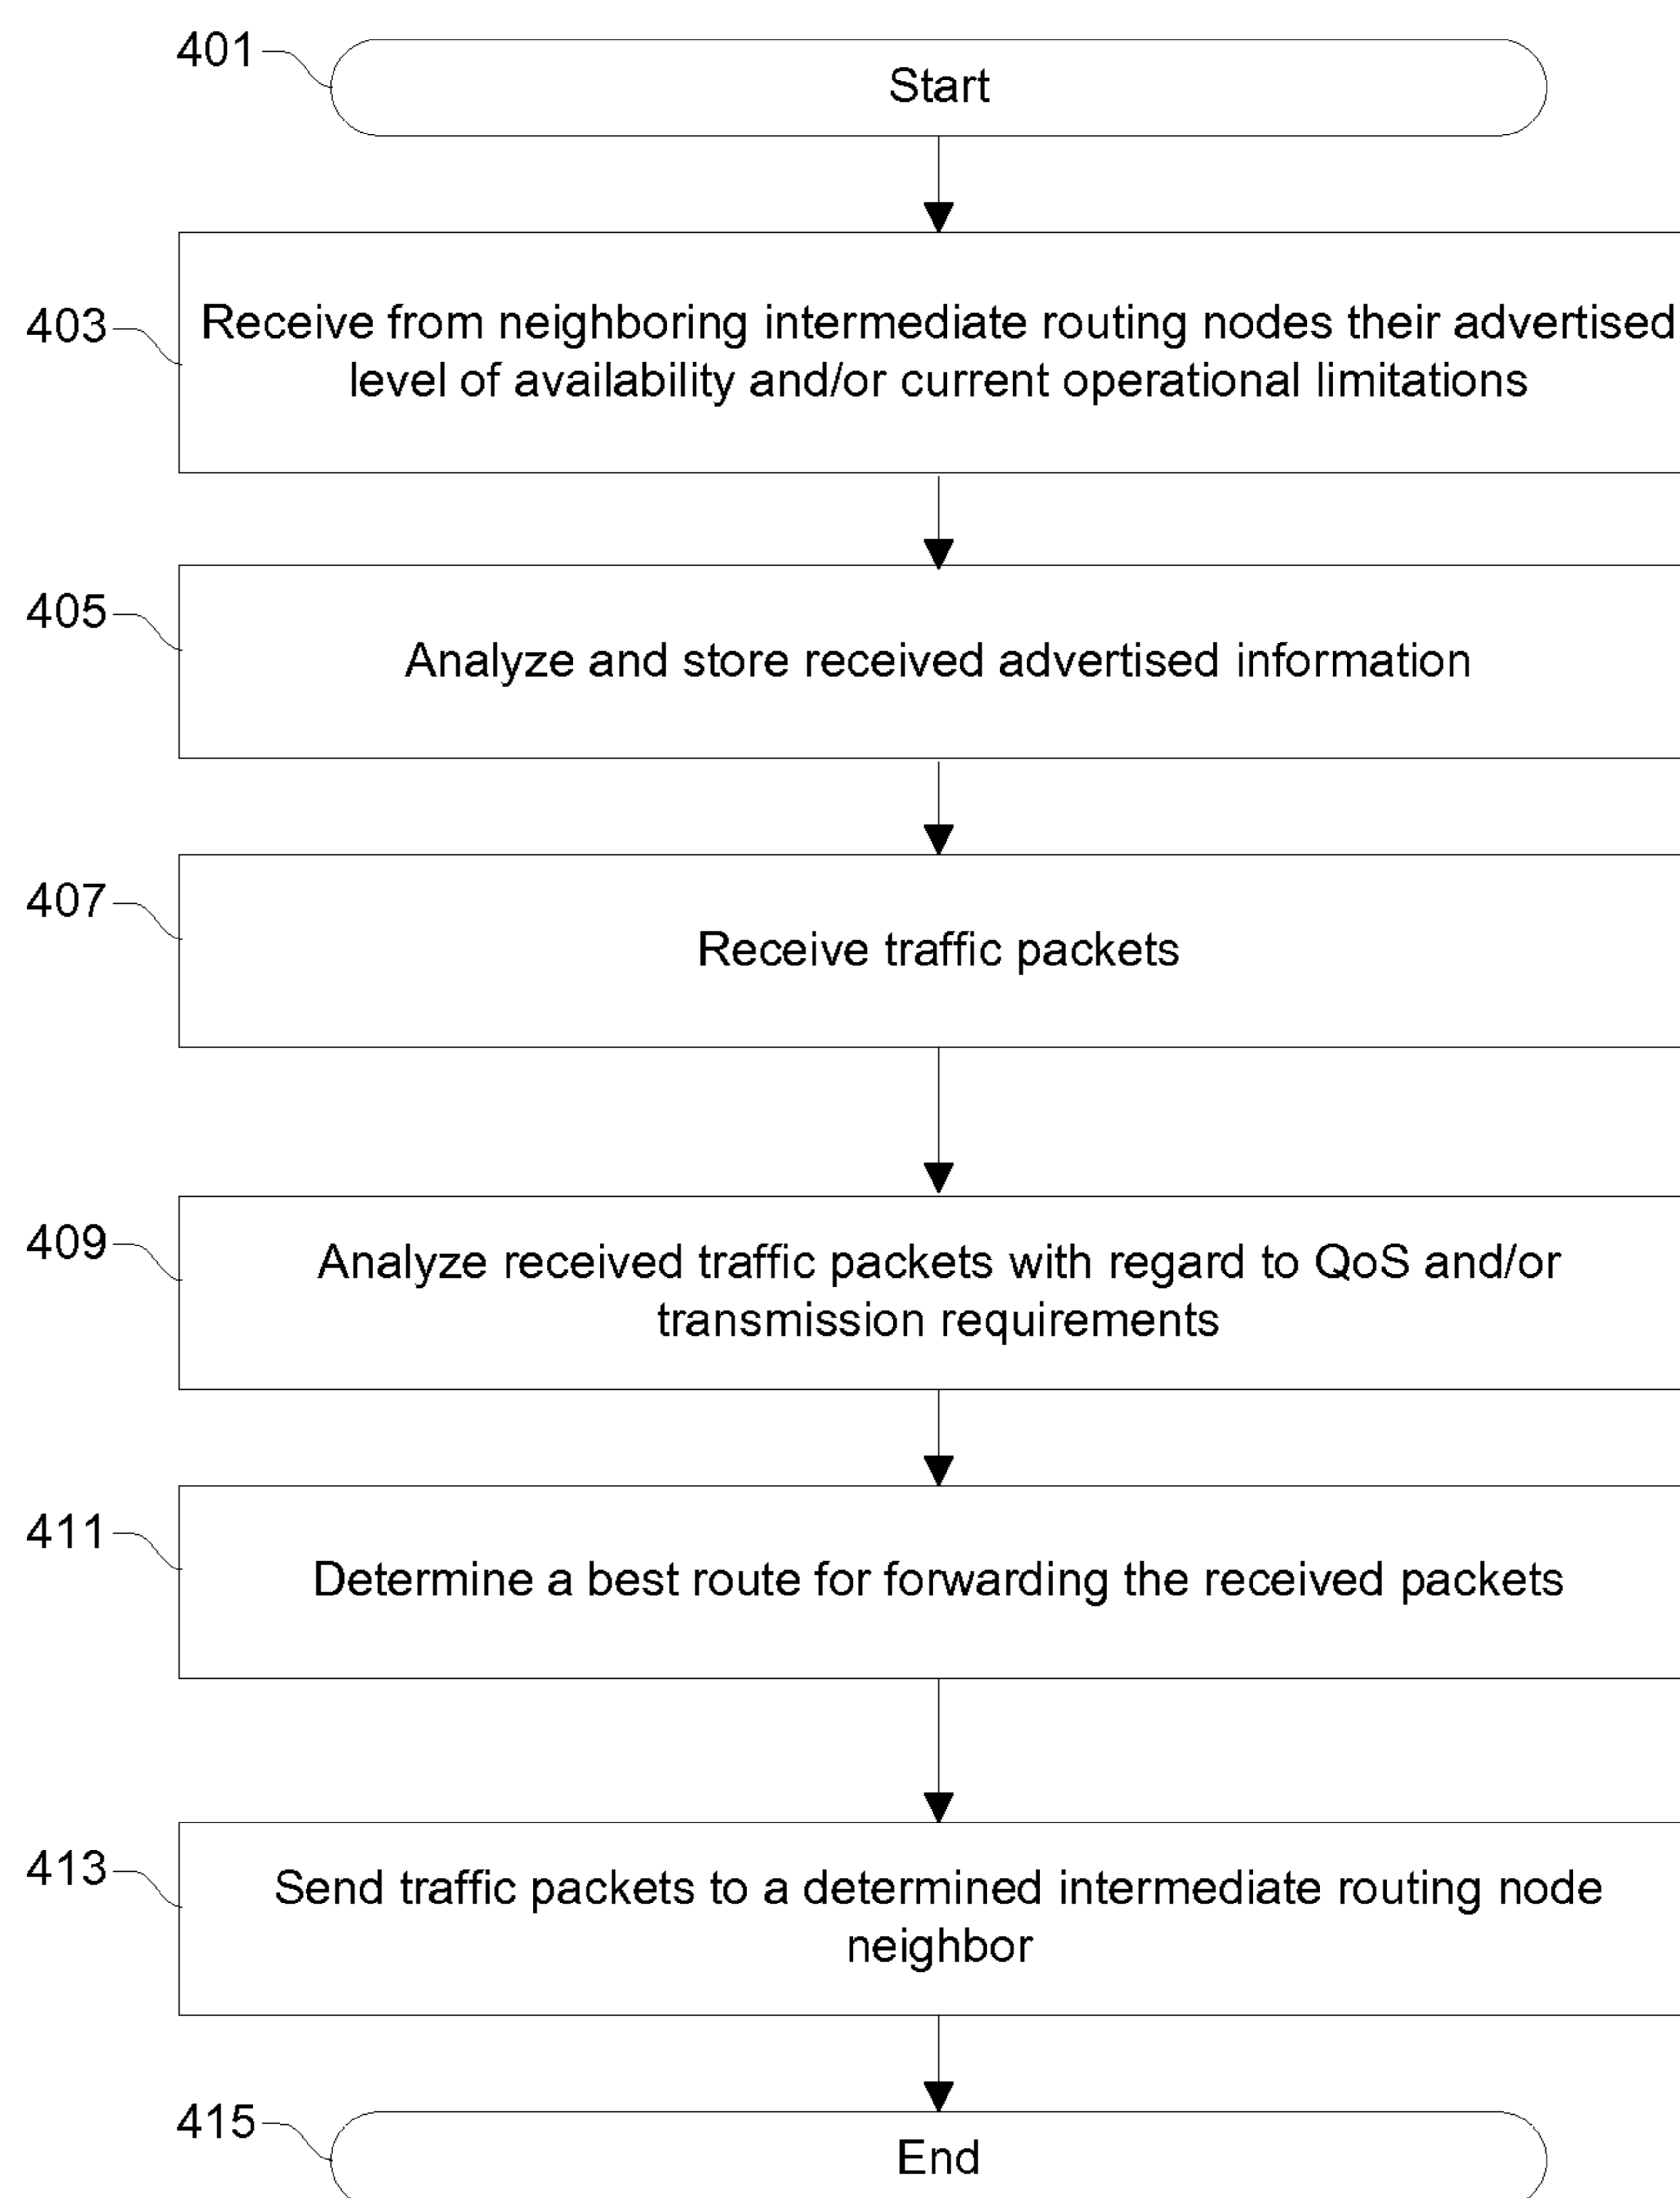 401
Start
403
Receive from neighboring intermediate routing nodes their advertised
level of availability and/or current operational limitations
405
Analyze and store received advertised information
407
Receive traffic packets
409
Analyze received traffic packets with regard to QoS and/or
transmission requirements
411
Determine a best route for forwarding the received packets
413
Send traffic packets to a determined intermediate routing node
neighbor
415
End